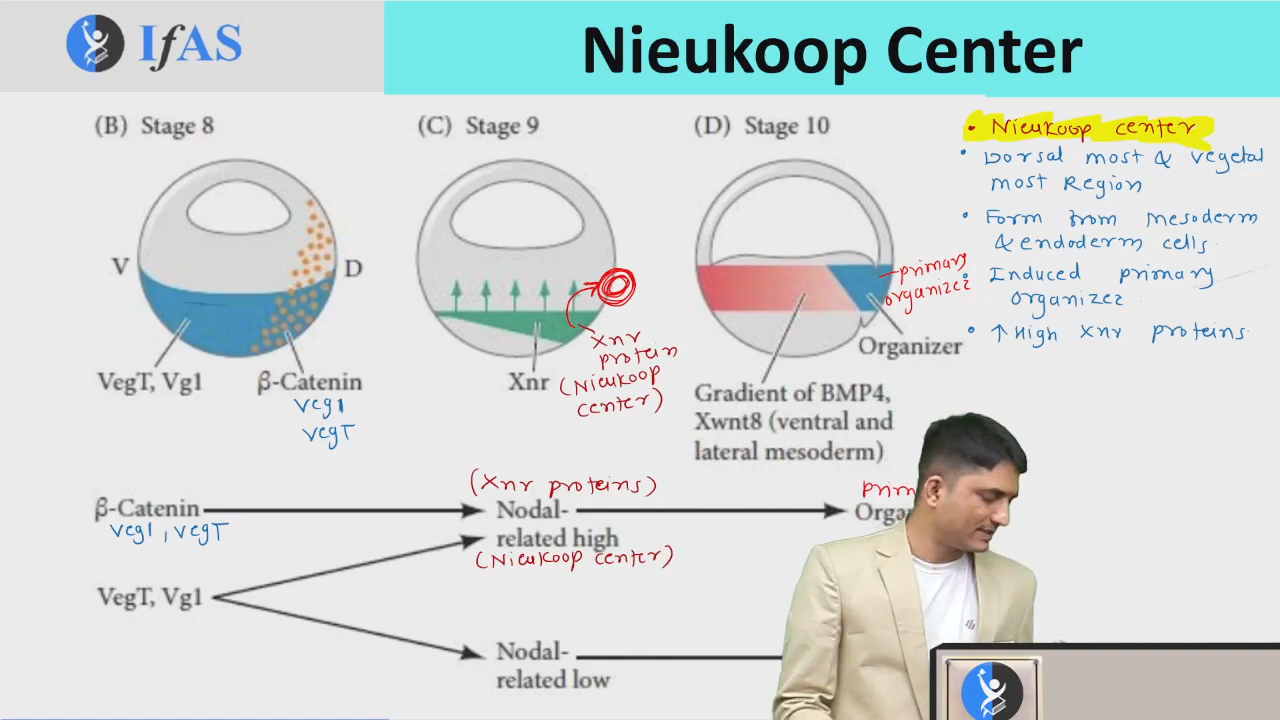 IfAS
Nieukoop Center
(B) Stage 8
(C) Stage 9
(D) Stage 10
V
D
VegT, Vg1
β-Catenin
veg1
vegT
Xnr
Xnr
protein
(Nieukoop
center)
primary
organizer
Organizer
Gradient of BMP4,
Xwnt8 (ventral and
lateral mesoderm)
• Nieukoop center
• Dorsal most & vegetal
most Region
• Form from mesoderm
& endoderm cells.
• Induced primary
organizer
• ↑ High Xnr proteins.
β-Catenin
veg1, vegT
(Xnr proteins)
Nodal-
related high
(Nieukoop center)
prim
Orga
VegT, Vg1
Nodal-
related low